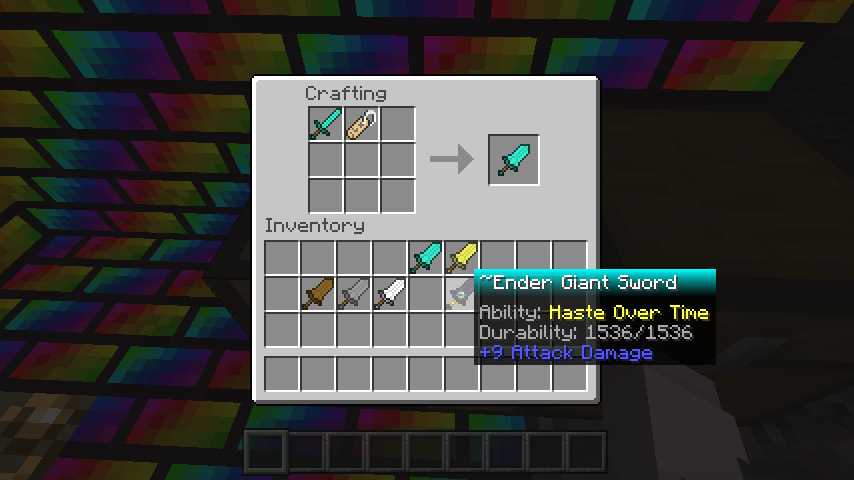 Crafting
Inventory
~Ender Giant Sword
Ability: Haste Over Time
Durability: 1536/1536
+9 Attack Damage